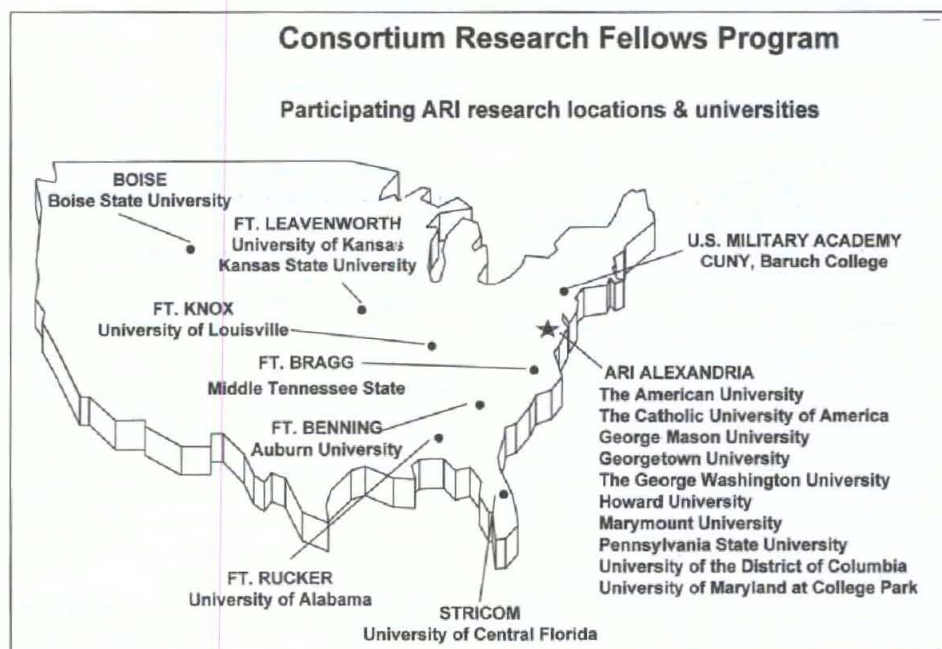 Consortium Research Fellows Program
Participating ARI research locations & universities
BOISE
Boise State University
FT. LEAVENWORTH
University of Kansas
Kansas State University
U.S. MILITARY ACADEMY
CUNY, Baruch College
FT. KNOX
University of Louisville
FT. BRAGG
Middle Tennessee State
FT. BENNING
Auburn University
ARI ALEXANDRIA
The American University
The Catholic University of America
George Mason University
Georgetown University
The George Washington University
Howard University
Marymount University
Pennsylvania State University
University of the District of Columbia
University of Maryland at College Park
FT. RUCKER
University of Alabama
STRICOM
University of Central Florida